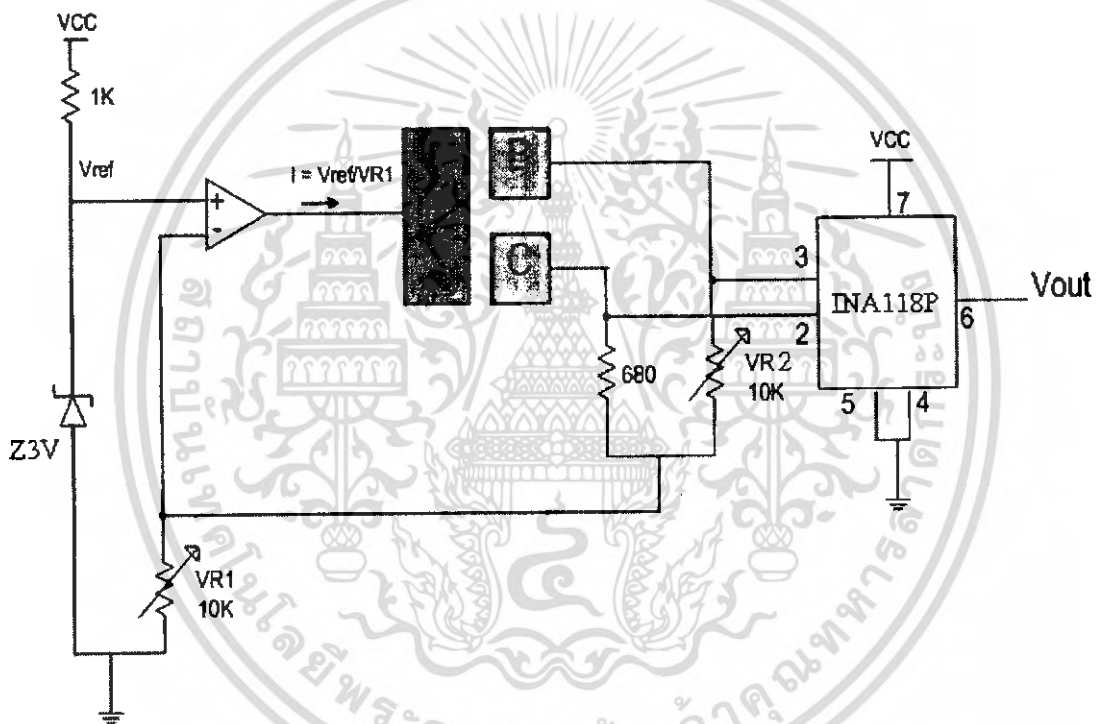 VCC
1K
Vref
I = Vref/VR1
B
C
VCC
7
3
INA118P
Vout
6
2
680
VR2
10K
5
4
Z3V
VR1
10K